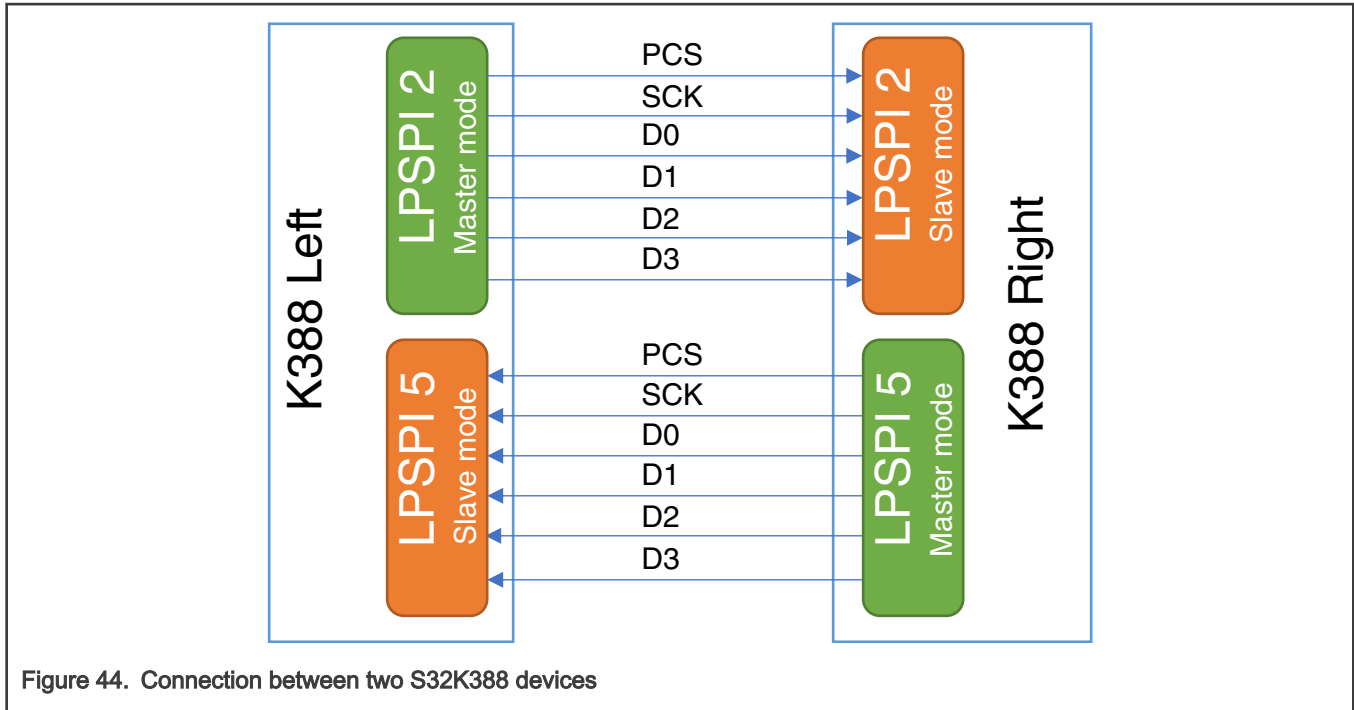 K388 Left
LPSPI 2
Master mode
PCS
SCK
D0
D1
D2
D3
LPSPI 2
Slave mode
K388 Right
LPSPI 5
Slave mode
PCS
SCK
D0
D1
D2
D3
LPSPI 5
Master mode
Figure 44. Connection between two S32K388 devices